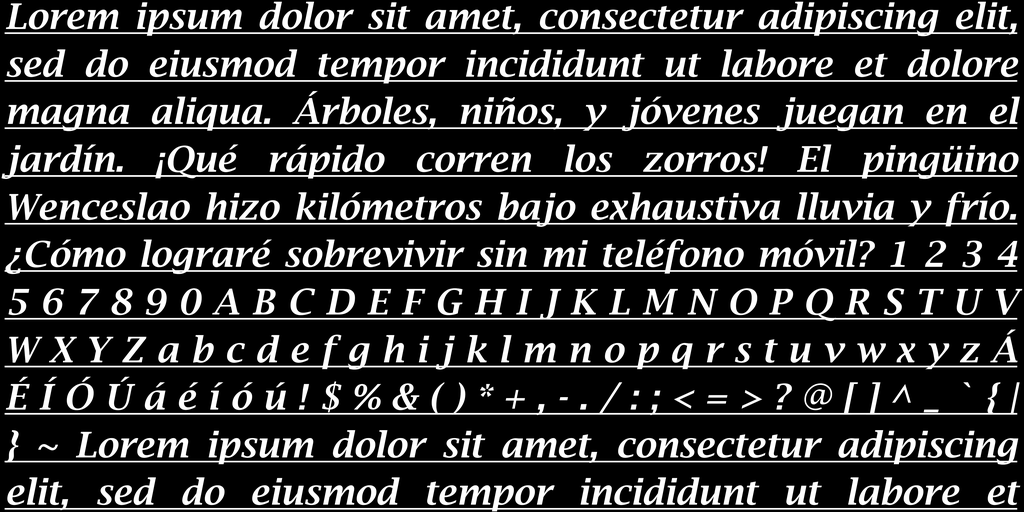 Lorem ipsum dolor sit amet, consectetur adipiscing elit,
sed do eiusmod tempor incididunt ut labore et dolore
magna aliqua. Árboles, niños, y jóvenes juegan en el
jardín. ¡Qué rápido corren los zorros! El pingüino
Wenceslao hizo kilómetros bajo exhaustiva lluvia y frío.
¿Cómo lograré sobrevivir sin mi teléfono móvil? 1 2 3 4
5 6 7 8 9 0 A B C D E F G H I J K L M N O P Q R S T U V
W X Y Z a b c d e f g h i j k l m n o p q r s t u v w x y z Á
É Í Ó Ú á é í ó ú ! $ % & ( ) * + , - . / : ; < = > ? @ [ ] ^ _ ` { |
} ~ Lorem ipsum dolor sit amet, consectetur adipiscing
elit, sed do eiusmod tempor incididunt ut labore et